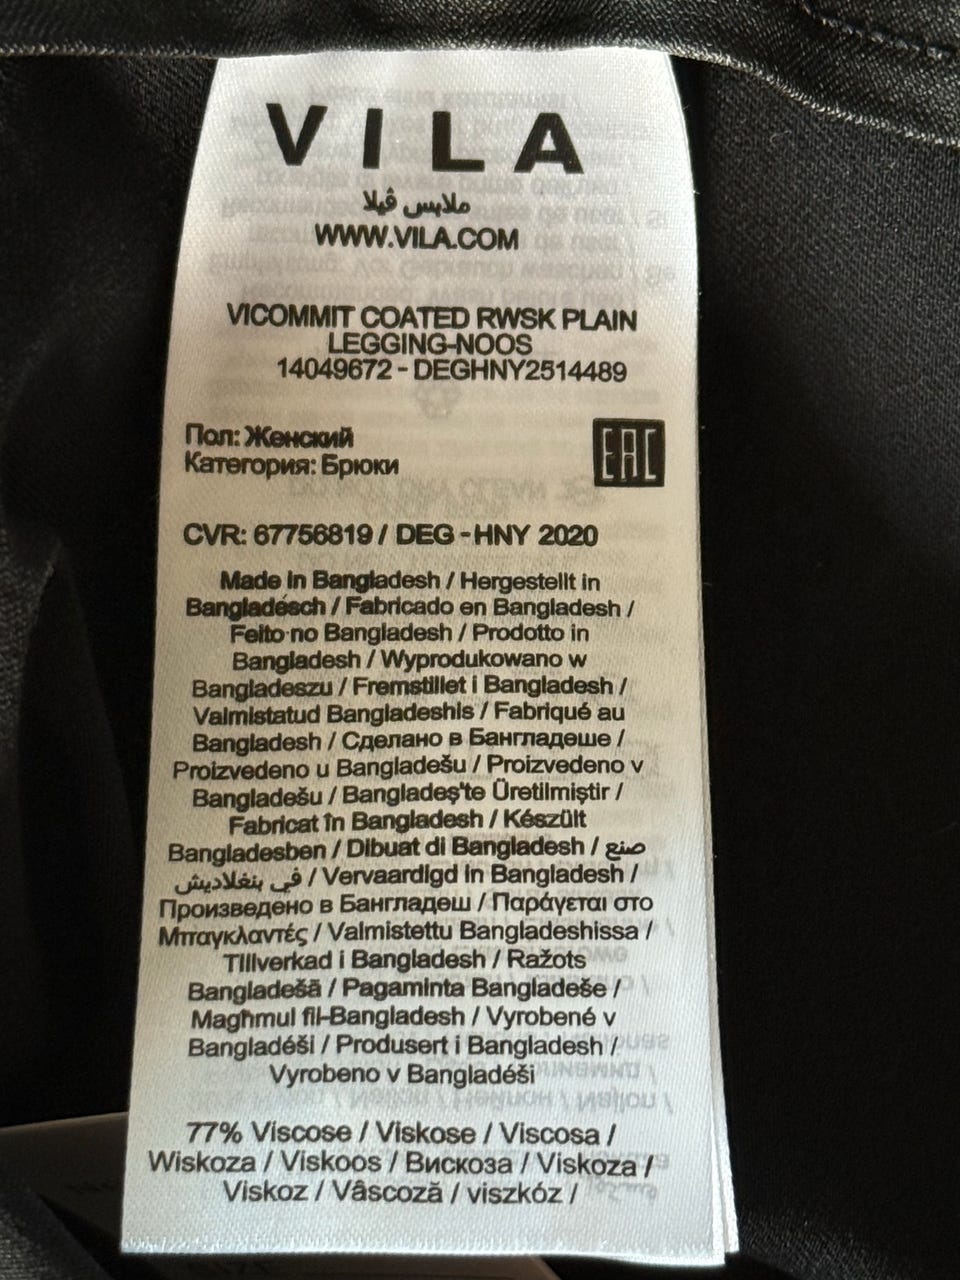 VILA
ملابس ڤيلا
WWW.VILA.COM
VICOMMIT COATED RWSK PLAIN
LEGGING-NOOS
14049672 - DEGHNY2514489
Пол: Женский
Категория: Брюки
EAC
CVR: 67756819 / DEG - HNY 2020
Made in Bangladesh / Hergestellt in
Bangladesch / Fabricado en Bangladesh /
Feito no Bangladesh / Prodotto in
Bangladesh / Wyprodukowano w
Bangladeszu / Fremstillet i Bangladesh /
Valmistatud Bangladeshis / Fabriqué au
Bangladesh / Сделано в Бангладеше /
Proizvedeno u Bangladešu / Proizvedeno v
Bangladešu / Bangladeş'te Üretilmiştir /
Fabricat în Bangladesh / Készült
Bangladesben / Dibuat di Bangladesh / صنع
في بنغلاديش / Vervaardigd in Bangladesh /
Произведено в Бангладеш / Παράγεται στο
Μπαγκλαντές / Valmistettu Bangladeshissa /
Tillverkad i Bangladesh / Ražots
Bangladešā / Pagaminta Bangladeše /
Magħmul fil-Bangladesh / Vyrobené v
Bangladéši / Produsert i Bangladesh /
Vyrobeno v Bangladéši
77% Viscose / Viskose / Viscosa /
Wiskoza / Viskoos / Вискоза / Viskoza /
Viskoz / Vâscoză / viszkóz /